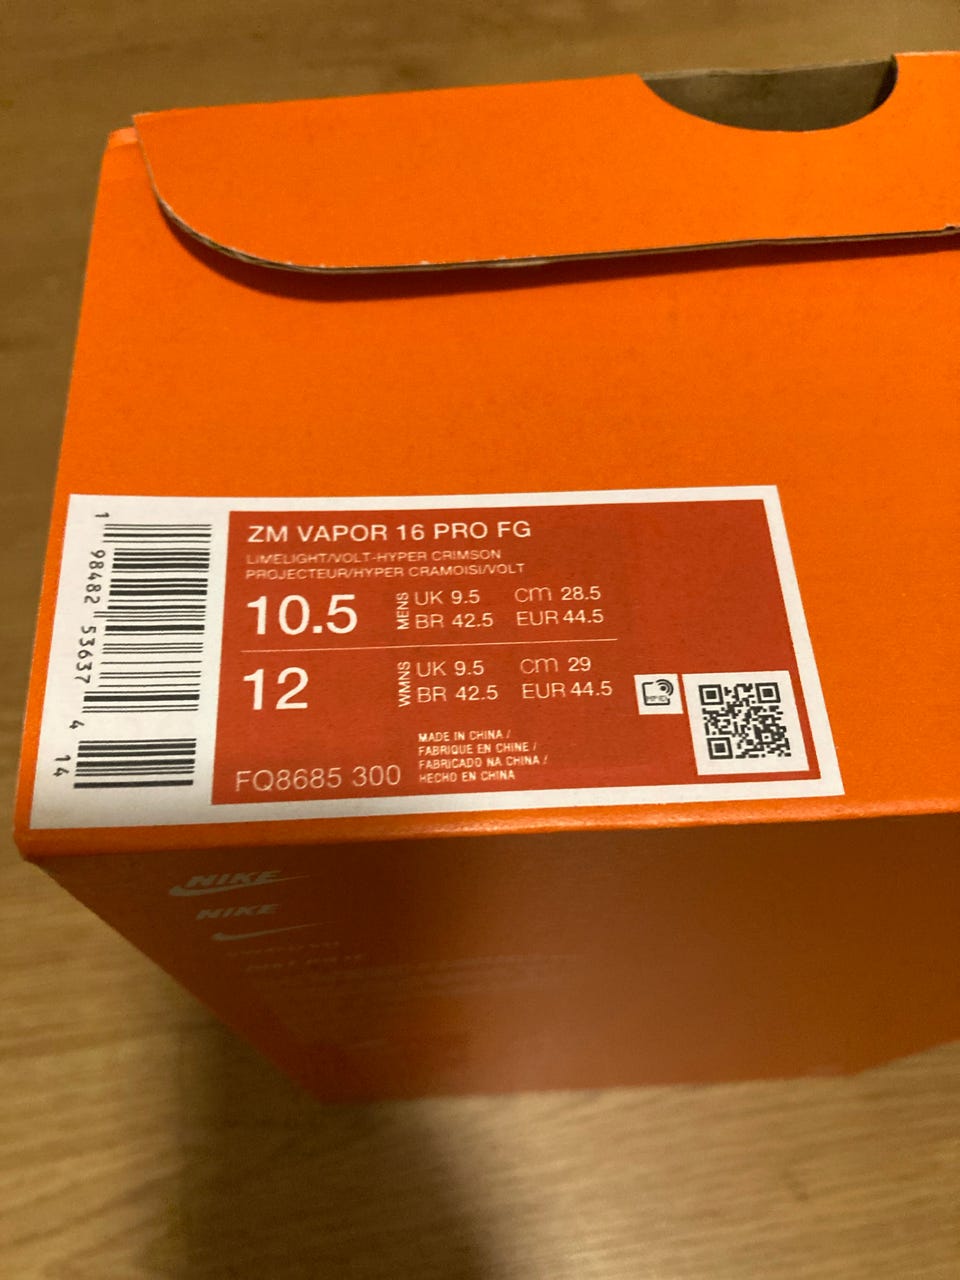 ZM VAPOR 16 PRO FG
LIMELIGHT/VOLT-HYPER CRIMSON
PROJECTEUR/HYPER CRAMOISI/VOLT
10.5 MENS UK 9.5 cm 28.5
BR 42.5 EUR 44.5
12 WMNS UK 9.5 cm 29
BR 42.5 EUR 44.5
RFID
MADE IN CHINA /
FABRIQUE EN CHINE /
FABRICADO NA CHINA /
HECHO EN CHINA
FQ8685 300
1 98482 53637 4 14
NIKE
NIKE